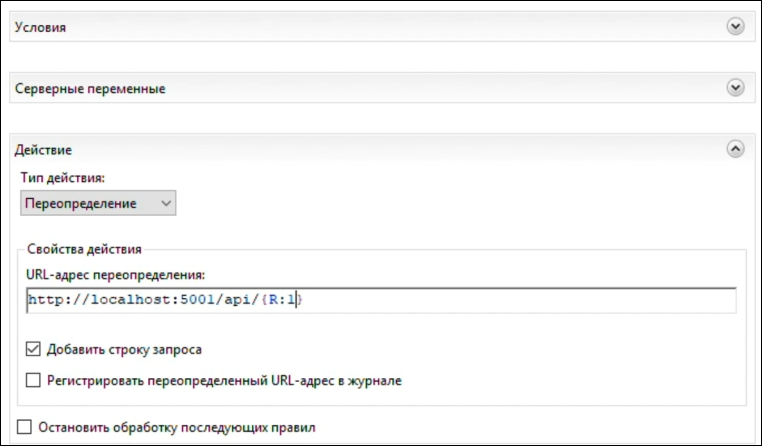 Условия
Серверные переменные
Действие
Тип действия:
Переопределение
Свойства действия
URL-адрес переопределения:
http://localhost:5001/api/{R:1}
Добавить строку запроса
Регистрировать переопределенный URL-адрес в журнале
Остановить обработку последующих правил